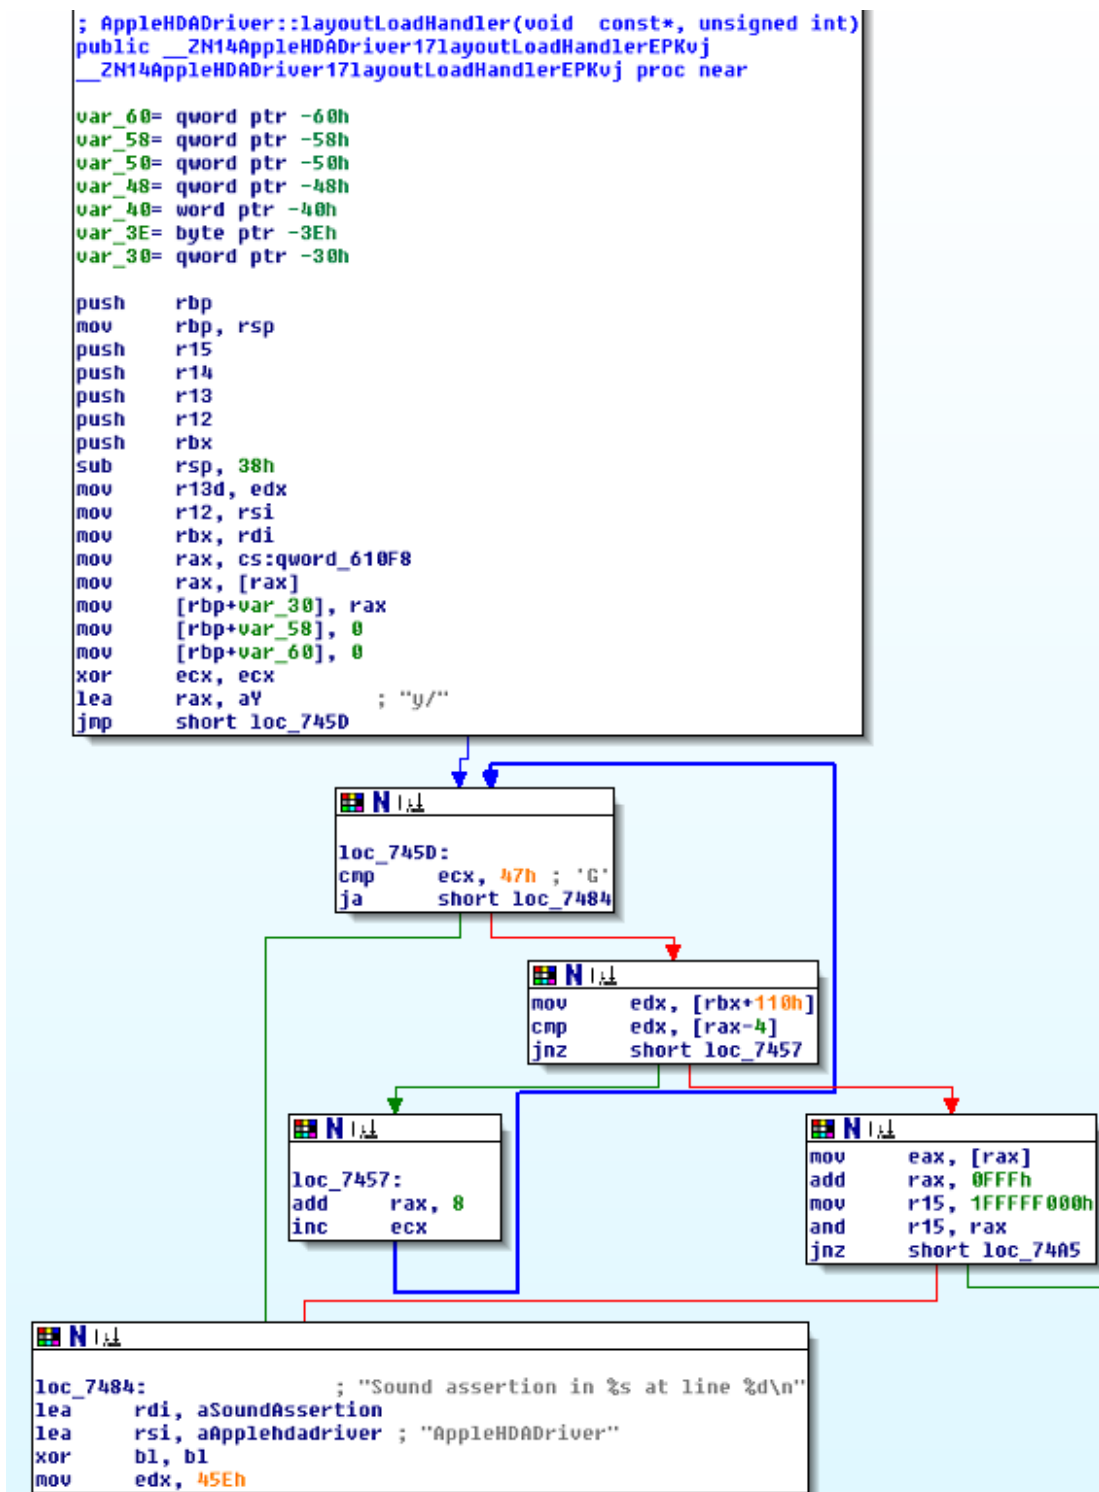 ; AppleHDADriver::layoutLoadHandler(void const*, unsigned int)
public __ZN14AppleHDADriver17layoutLoadHandlerEPKvj
__ZN14AppleHDADriver17layoutLoadHandlerEPKvj proc near
var_60= qword ptr -60h
var_58= qword ptr -58h
var_50= qword ptr -50h
var_48= qword ptr -48h
var_40= word ptr -40h
var_3E= byte ptr -3Eh
var_30= qword ptr -30h
push rbp
mov rbp, rsp
push r15
push r14
push r13
push r12
push rbx
sub rsp, 38h
mov r13d, edx
mov r12, rsi
mov rbx, rdi
mov rax, cs:qword_610F8
mov rax, [rax]
mov [rbp+var_30], rax
mov [rbp+var_58], 0
mov [rbp+var_60], 0
xor ecx, ecx
lea rax, aY ; "y/"
jmp short loc_745D
N
loc_745D:
cmp ecx, 47h ; 'G'
ja short loc_7484
N
mov edx, [rbx+110h]
cmp edx, [rax-4]
jnz short loc_7457
N
loc_7457:
add rax, 8
inc ecx
N
mov eax, [rax]
add rax, 0FFFh
mov r15, 1FFFFF000h
and r15, rax
jnz short loc_74A5
N
loc_7484: ; "Sound assertion in %s at line %d\n"
lea rdi, aSoundAssertion
lea rsi, aApplehdadriver ; "AppleHDADriver"
xor bl, bl
mov edx, 45Eh